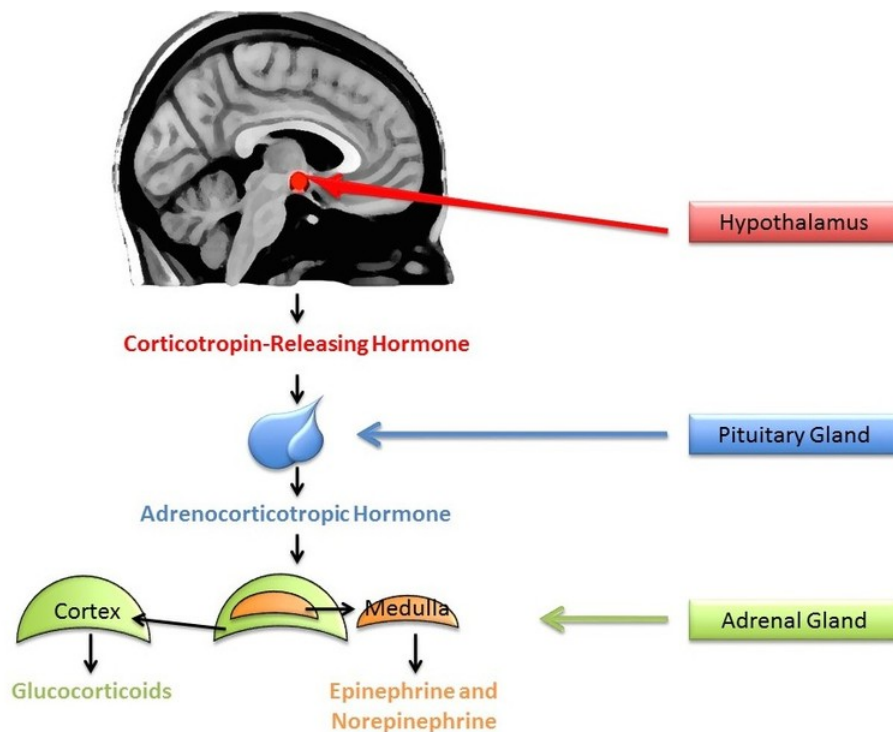 Hypothalamus
Corticotropin-Releasing Hormone
Pituitary Gland
Adrenocorticotropic Hormone
Cortex
Medulla
Adrenal Gland
Glucocorticoids
Epinephrine and
Norepinephrine